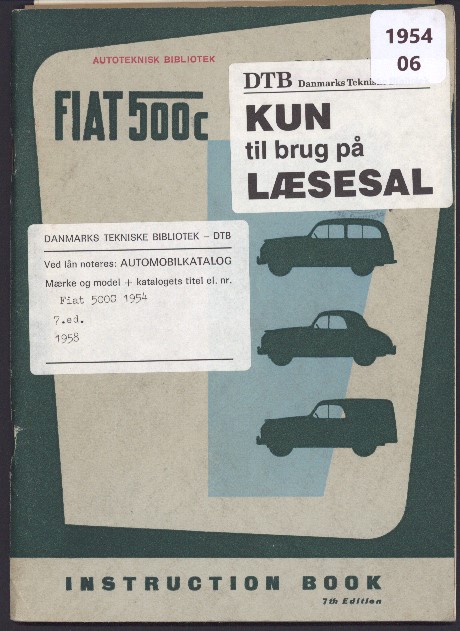 1954
06
AUTOTEKNISK BIBLIOTEK
DTB Danmarks
FIAT 500c
KUN
til brug på
LÆSESAL
DANMARKS TEKNISKE BIBLIOTEK – DTB
Ved lån noteres: AUTOMOBILKATALOG
Mærke og model + katalogets titel el. nr.
Fiat 500C 1954
7.ed.
1958
INSTRUCTION BOOK
7th Edition